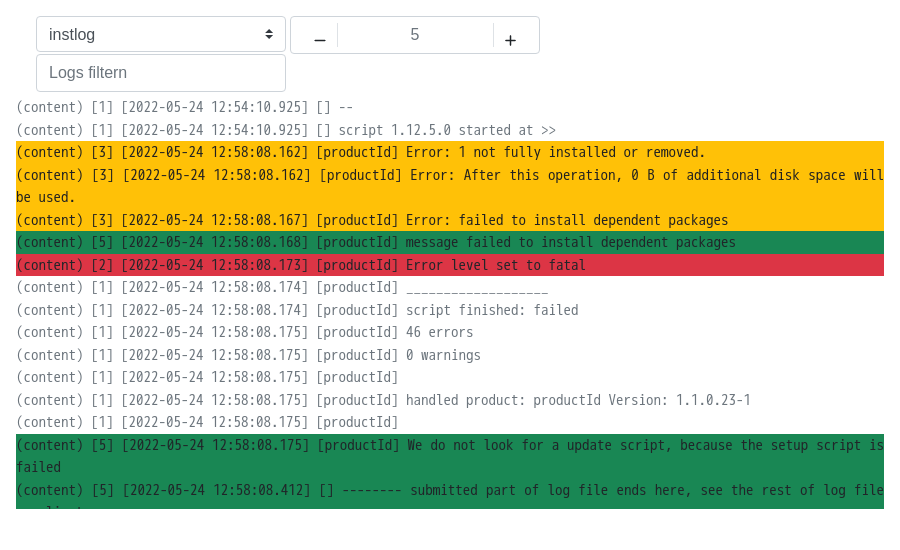 instlog
− 5 +
Logs filtern
(content) [1] [2022-05-24 12:54:10.925] [] --
(content) [1] [2022-05-24 12:54:10.925] [] script 1.12.5.0 started at >>
(content) [3] [2022-05-24 12:58:08.162] [productId] Error: 1 not fully installed or removed.
(content) [3] [2022-05-24 12:58:08.162] [productId] Error: After this operation, 0 B of additional disk space will
be used.
(content) [3] [2022-05-24 12:58:08.167] [productId] Error: failed to install dependent packages
(content) [5] [2022-05-24 12:58:08.168] [productId] message failed to install dependent packages
(content) [2] [2022-05-24 12:58:08.173] [productId] Error level set to fatal
(content) [1] [2022-05-24 12:58:08.174] [productId] ___________________
(content) [1] [2022-05-24 12:58:08.174] [productId] script finished: failed
(content) [1] [2022-05-24 12:58:08.175] [productId] 46 errors
(content) [1] [2022-05-24 12:58:08.175] [productId] 0 warnings
(content) [1] [2022-05-24 12:58:08.175] [productId]
(content) [1] [2022-05-24 12:58:08.175] [productId] handled product: productId Version: 1.1.0.23-1
(content) [1] [2022-05-24 12:58:08.175] [productId]
(content) [5] [2022-05-24 12:58:08.175] [productId] We do not look for a update script, because the setup script is
failed
(content) [5] [2022-05-24 12:58:08.412] [] -------- submitted part of log file ends here, see the rest of log file